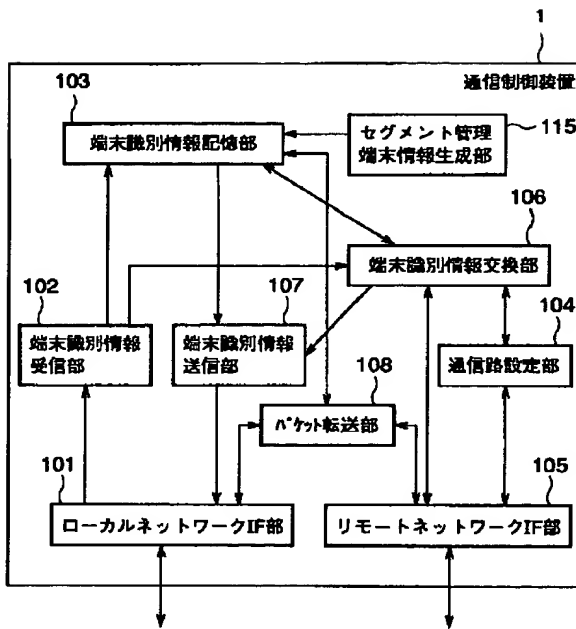 1
通信制御装置
103
端末識別情報記憶部
セグメント管理
端末情報生成部
115
106
端末識別情報交換部
102
107
104
端末識別情報
受信部
端末識別情報
送信部
通信路設定部
108
パケット転送部
101
105
ローカルネットワークIF部
リモートネットワークIF部